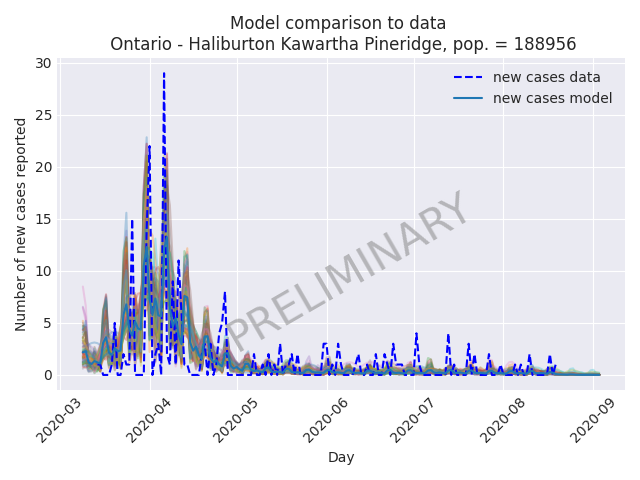 Model comparison to data
Ontario - Haliburton Kawartha Pineridge, pop. = 188956
new cases data
new cases model
30
25
20
15
10
5
0
Number of new cases reported
PRELIMINARY
2020-03
2020-04
2020-05
2020-06
2020-07
2020-08
2020-09
Day